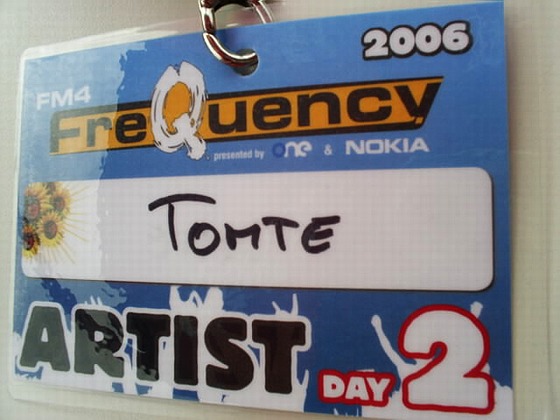 2006
FM4
FreQuency
presented by one & NOKIA
TOMTE
ARTIST
DAY 2